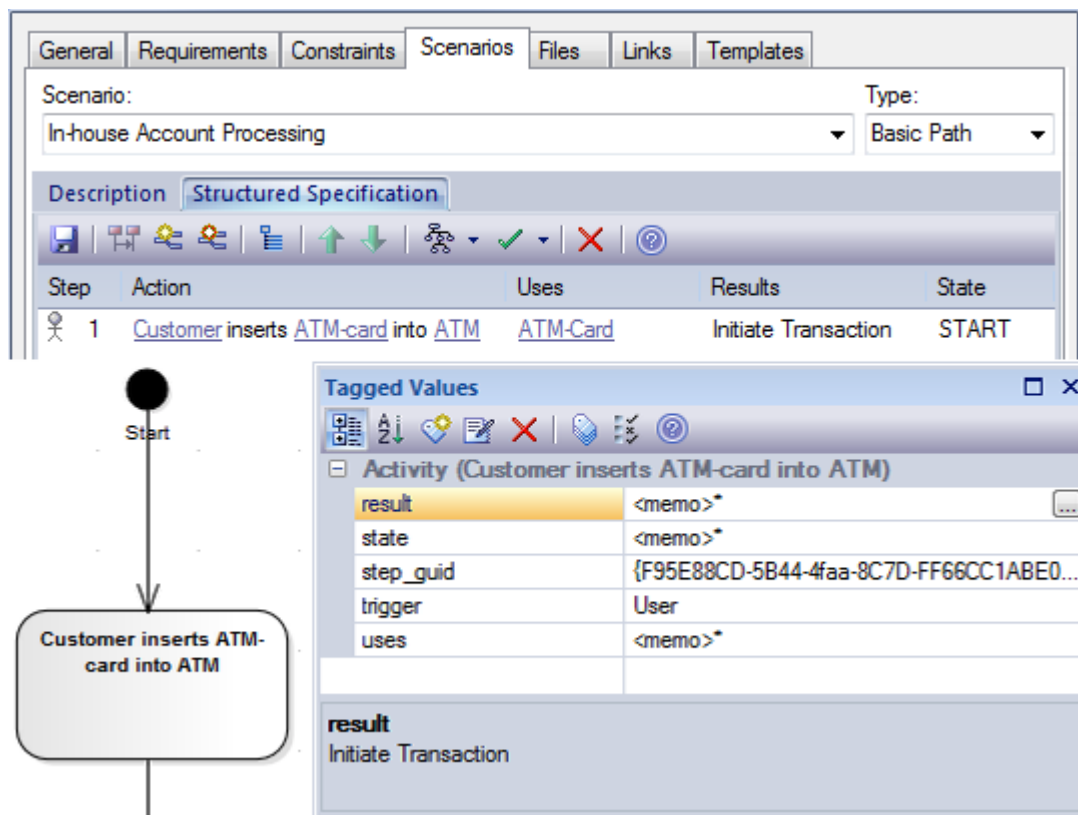 General Requirements Constraints Scenarios Files Links Templates
Scenario: Type:
In-house Account Processing Basic Path
Description Structured Specification
Step Action Uses Results State
1 Customer inserts ATM-card into ATM ATM-Card Initiate Transaction START
Start
Customer inserts ATM-
card into ATM
Tagged Values
Activity (Customer inserts ATM-card into ATM)
result <memo>*
state <memo>*
step_guid {F95E88CD-5B44-4faa-8C7D-FF66CC1ABE0...
trigger User
uses <memo>*
result
Initiate Transaction